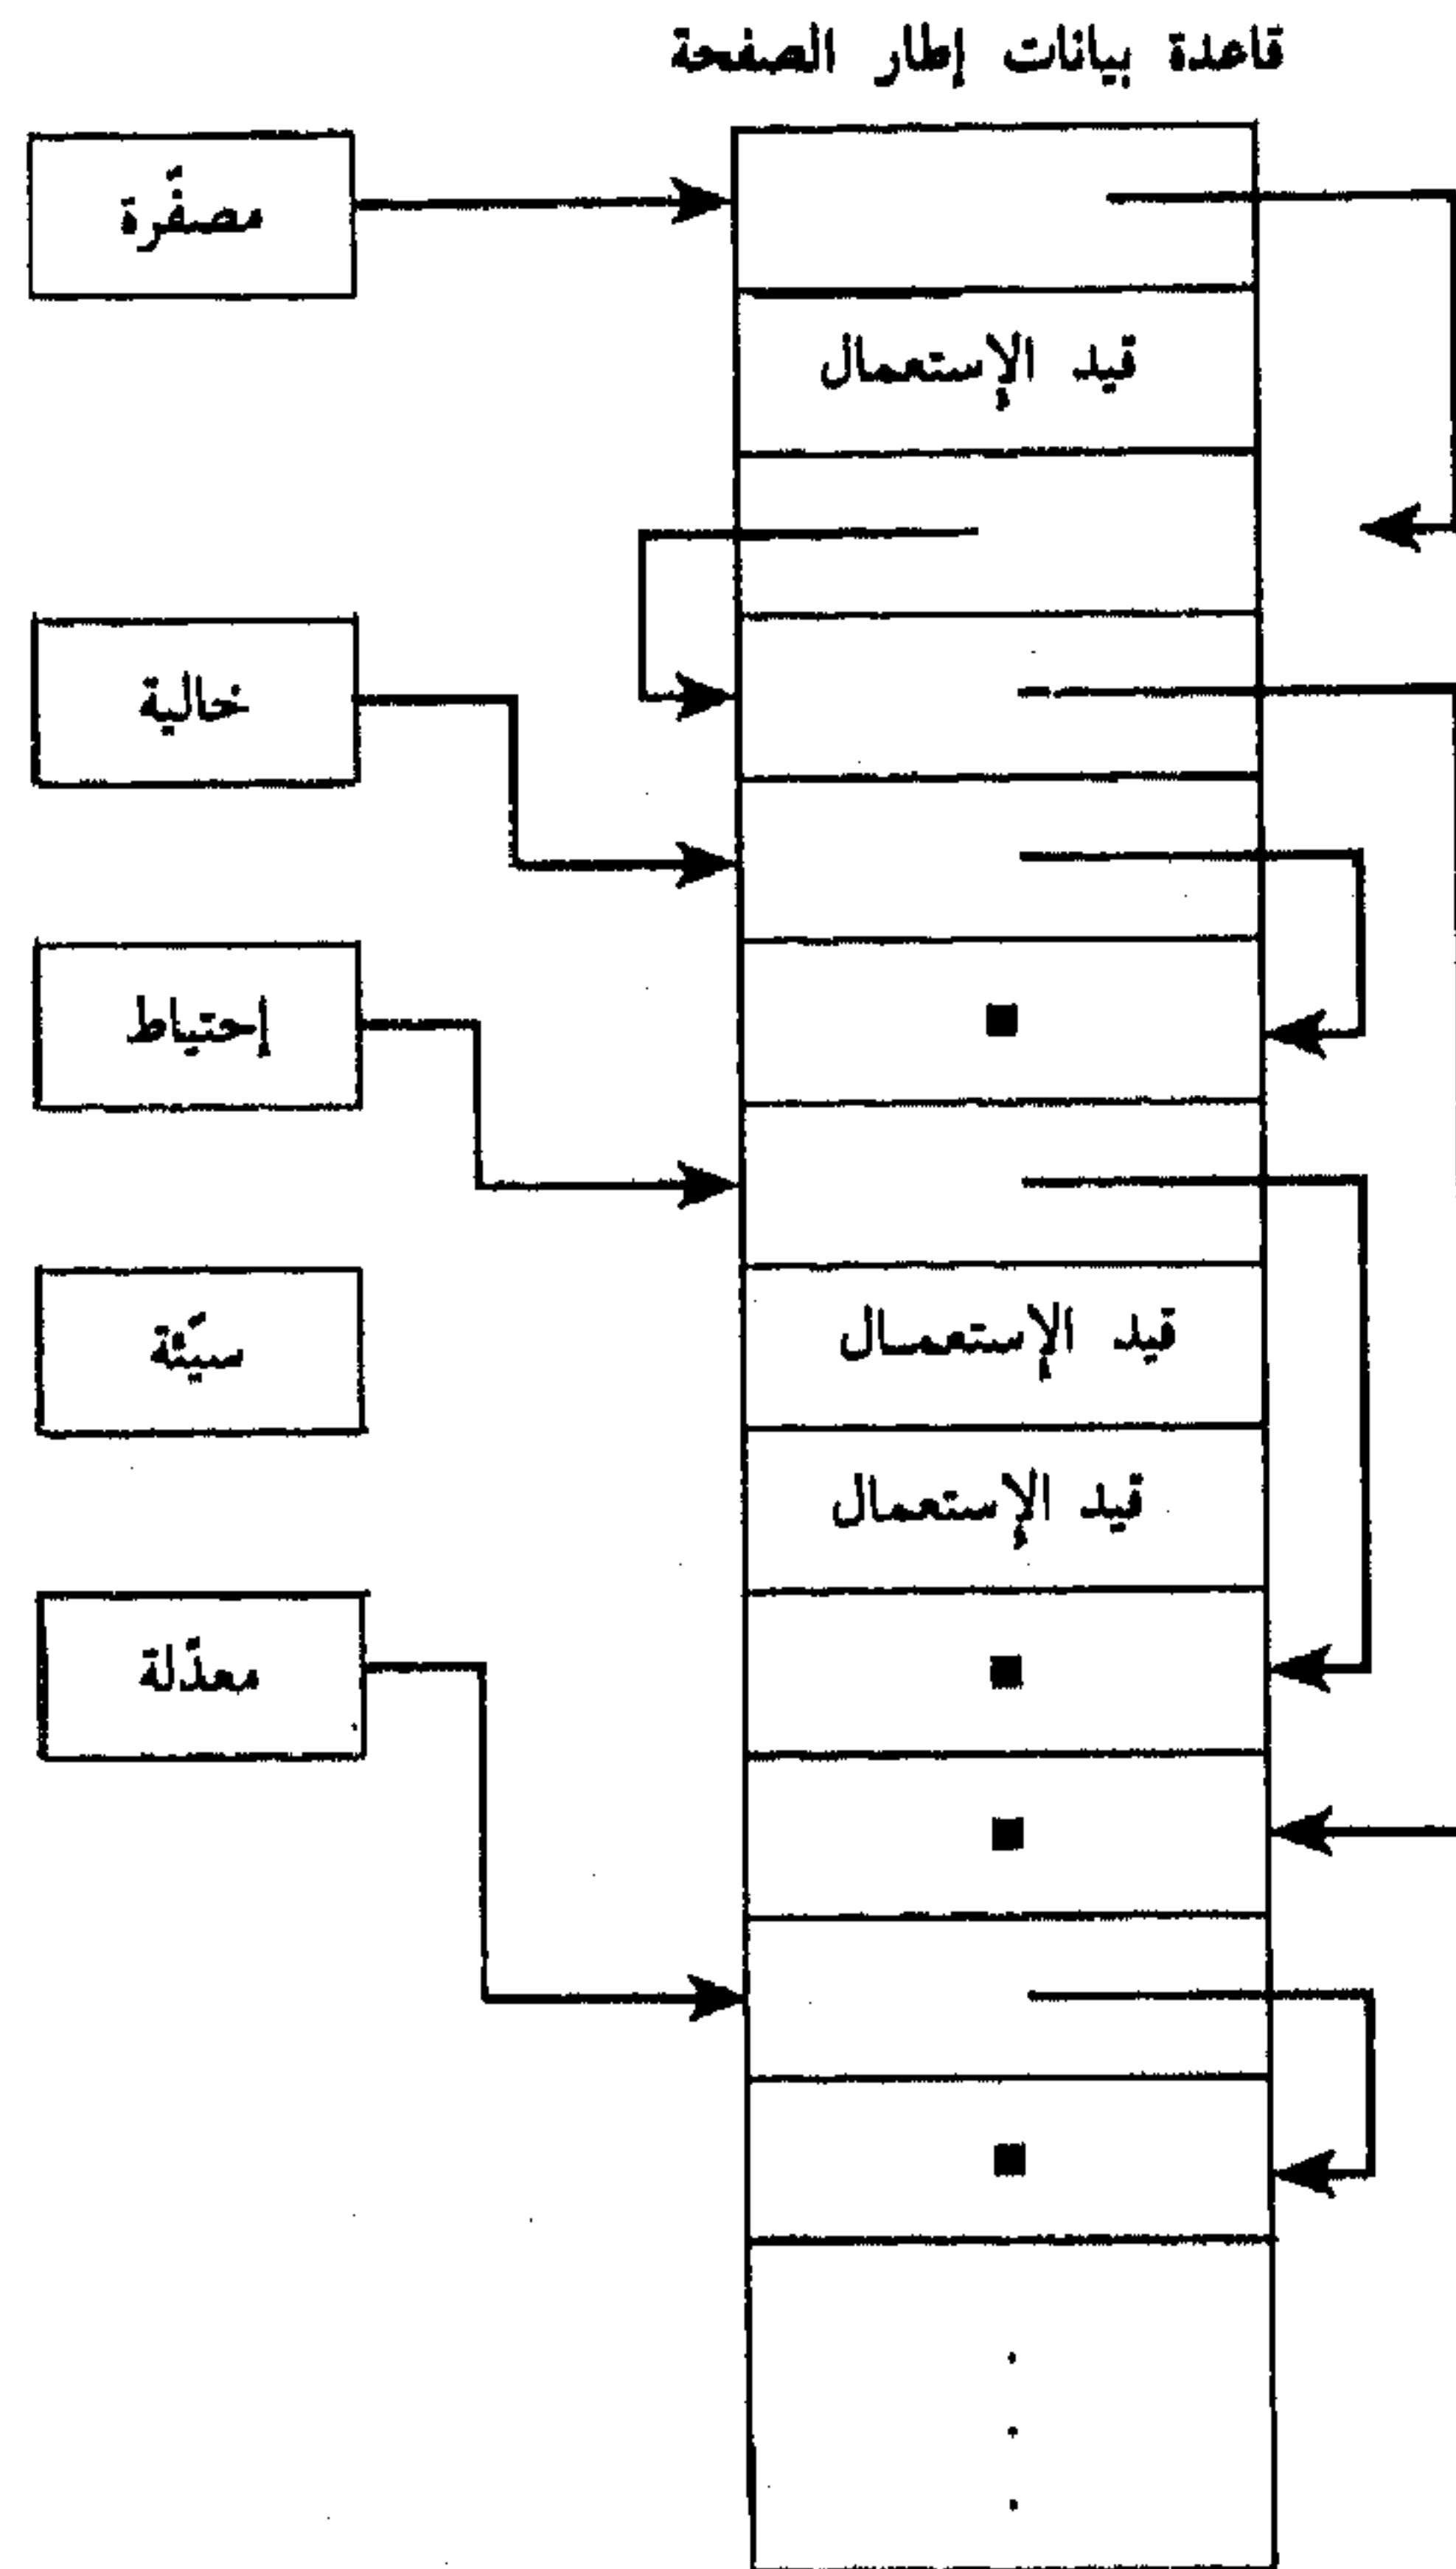 قاعدة بيانات إطار الصفحة
مصفّرة
قيد الإستعمال
خالية
إحتياط
سيّئة
قيد الإستعمال
قيد الإستعمال
معدّلة